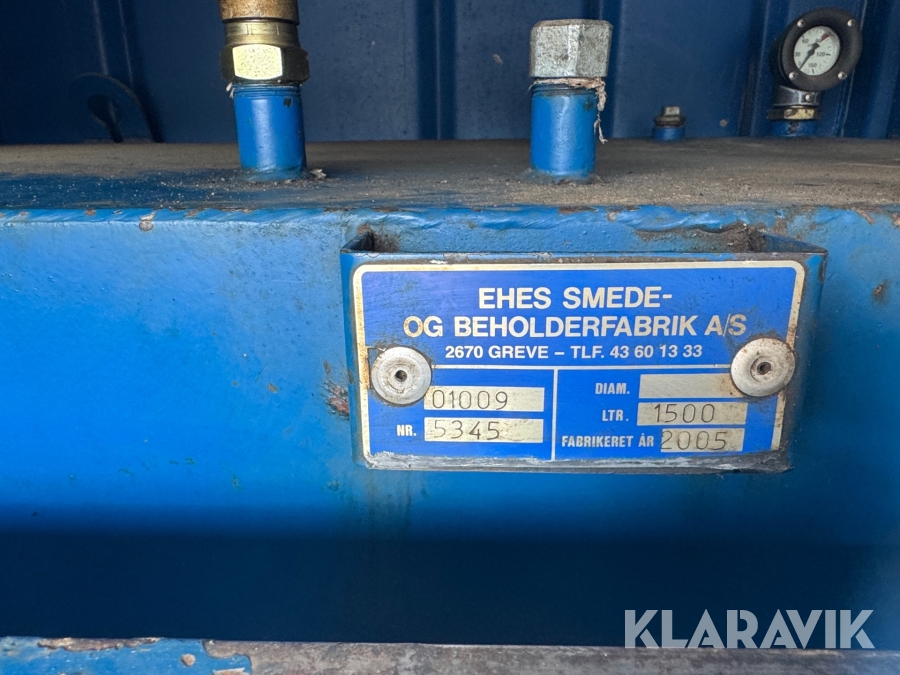 EHES SMEDE-
OG BEHOLDERFABRIK A/S
2670 GREVE – TLF. 43 60 13 33
01009
NR. 5345
DIAM.
LTR. 1500
FABRIKERET ÅR 2005
KLARAVIK